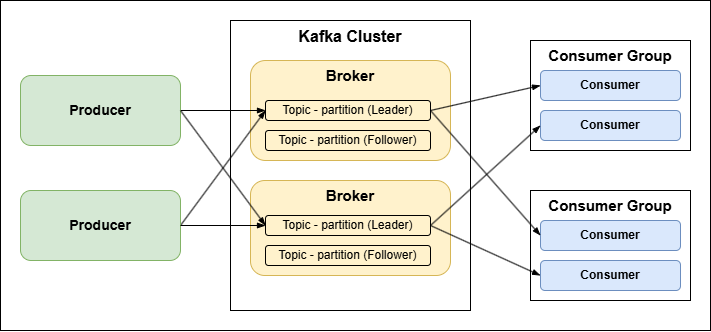 Kafka Cluster
Producer
Producer
Broker
Topic - partition (Leader)
Topic - partition (Follower)
Broker
Topic - partition (Leader)
Topic - partition (Follower)
Consumer Group
Consumer
Consumer
Consumer Group
Consumer
Consumer